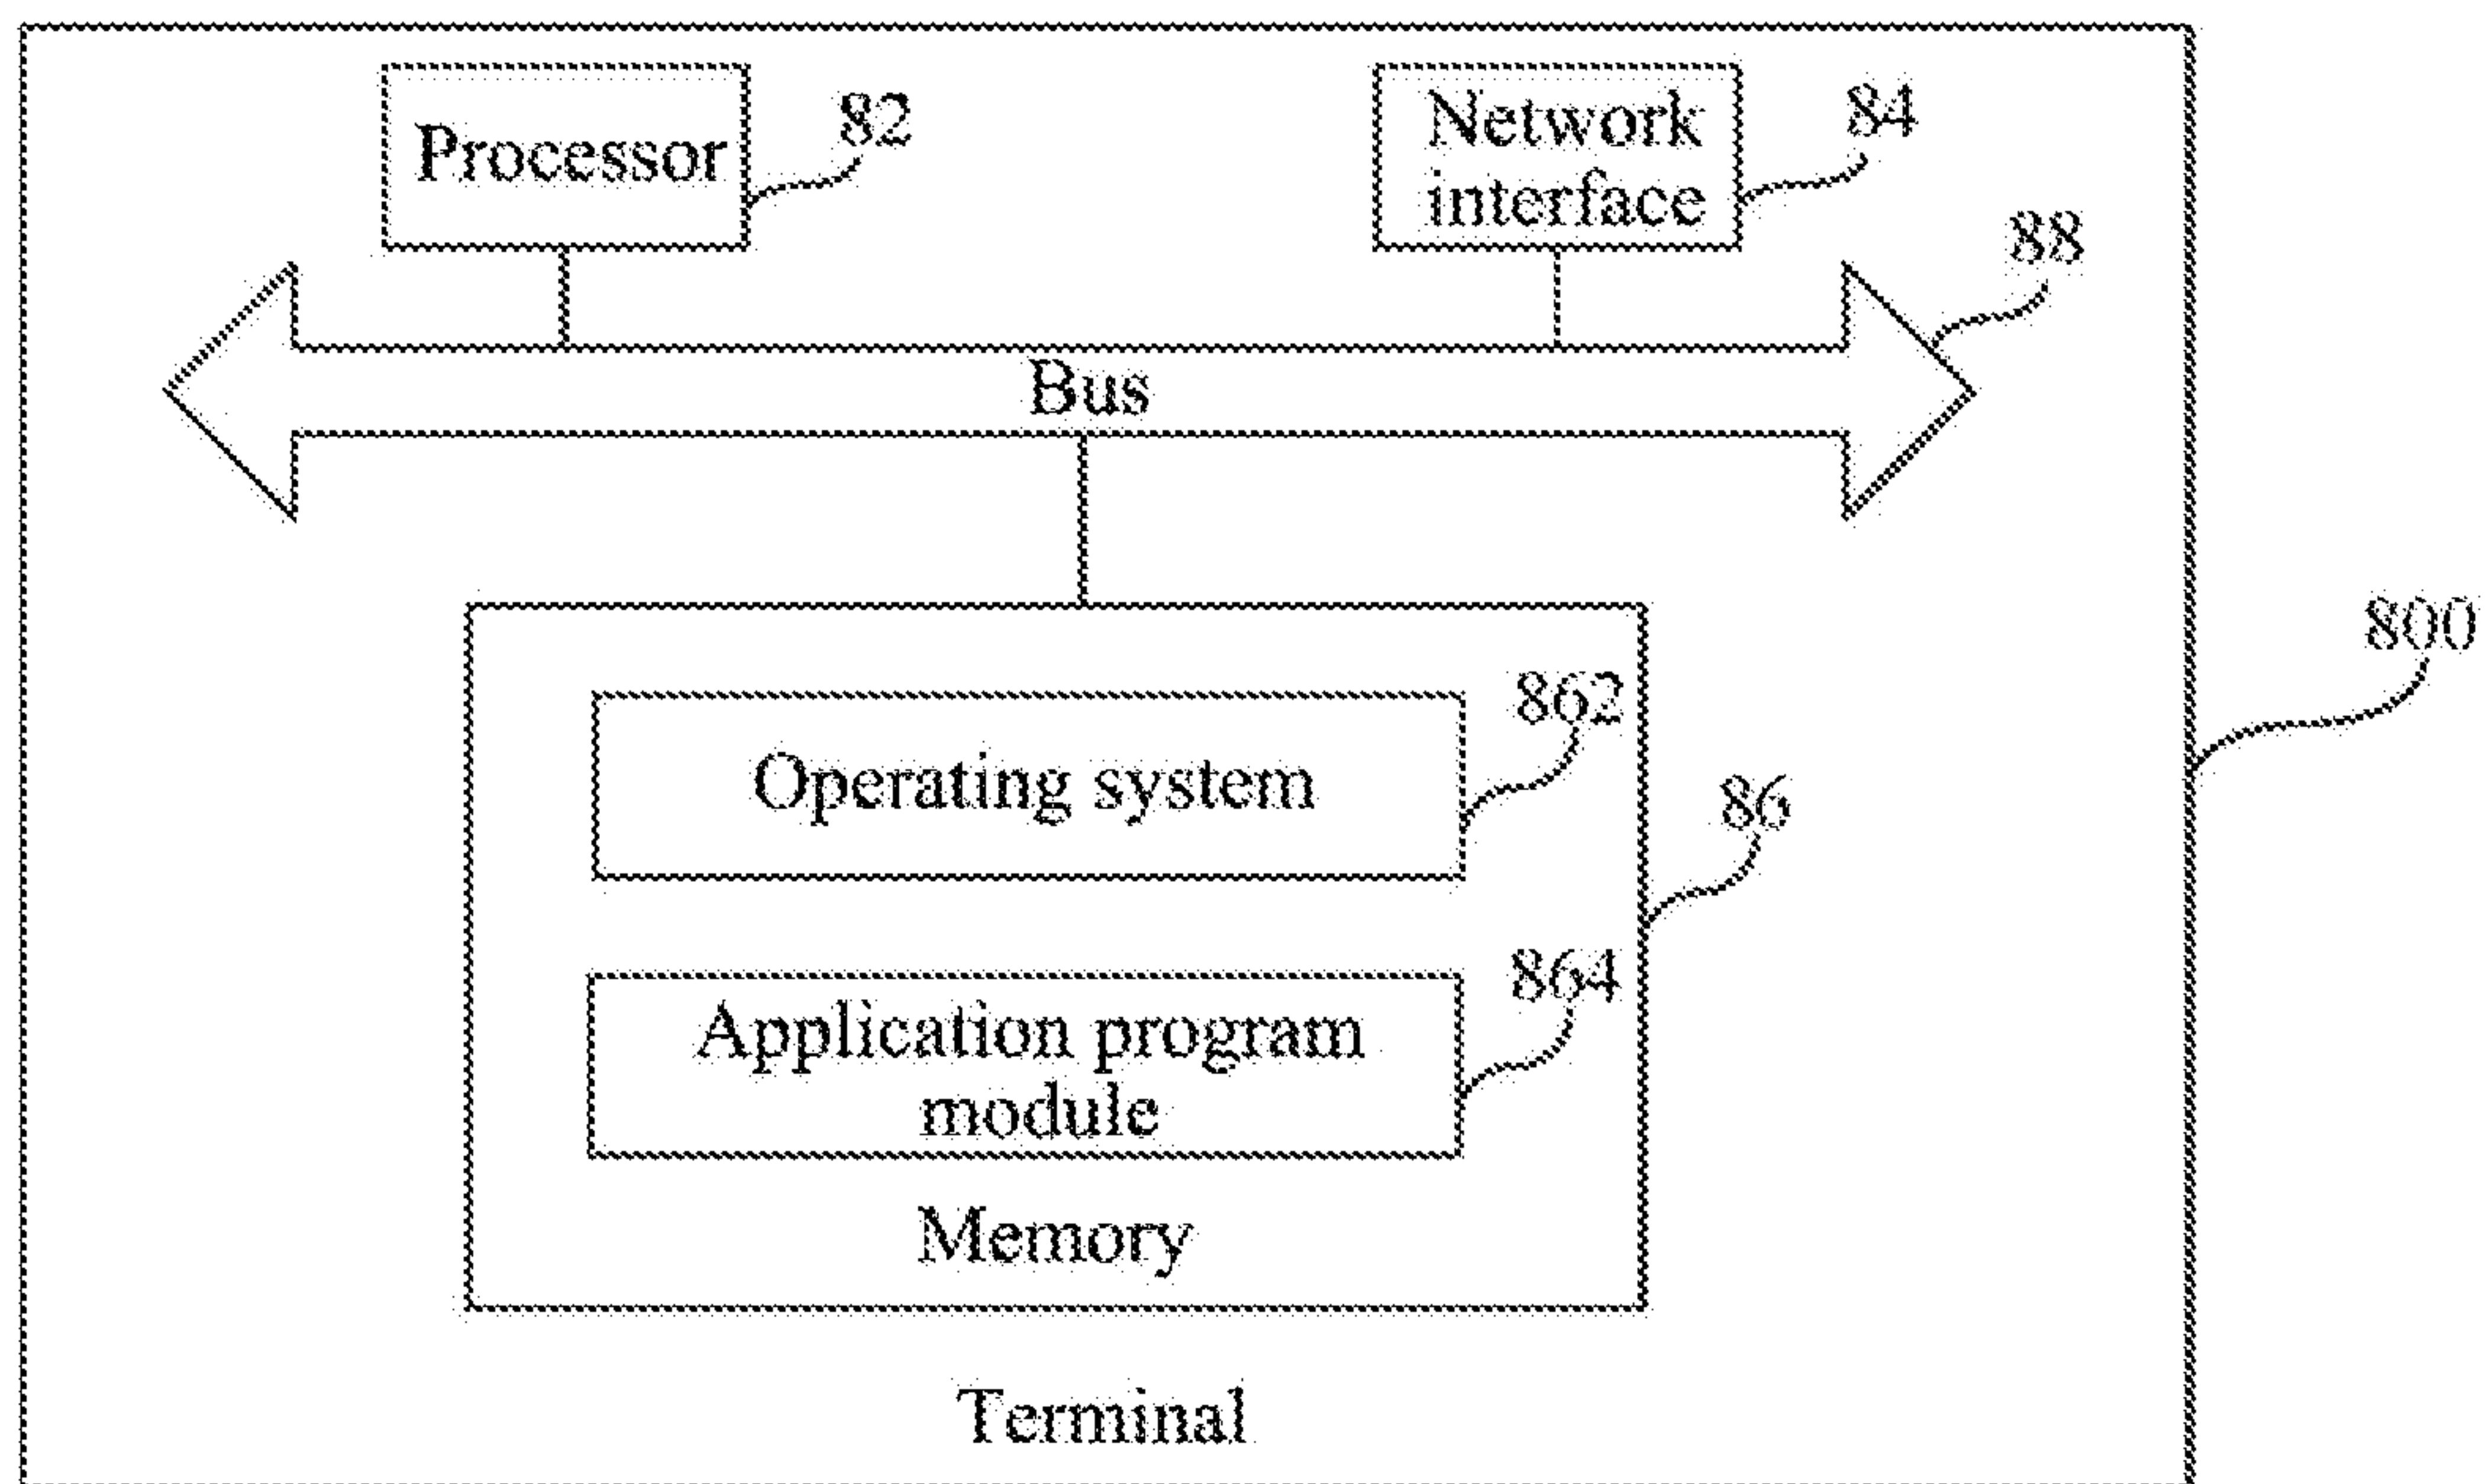 Processor
82
Network
interface
84
88
Bus
800
862
Operating system
86
864
Application program
module
Memory
Terminal